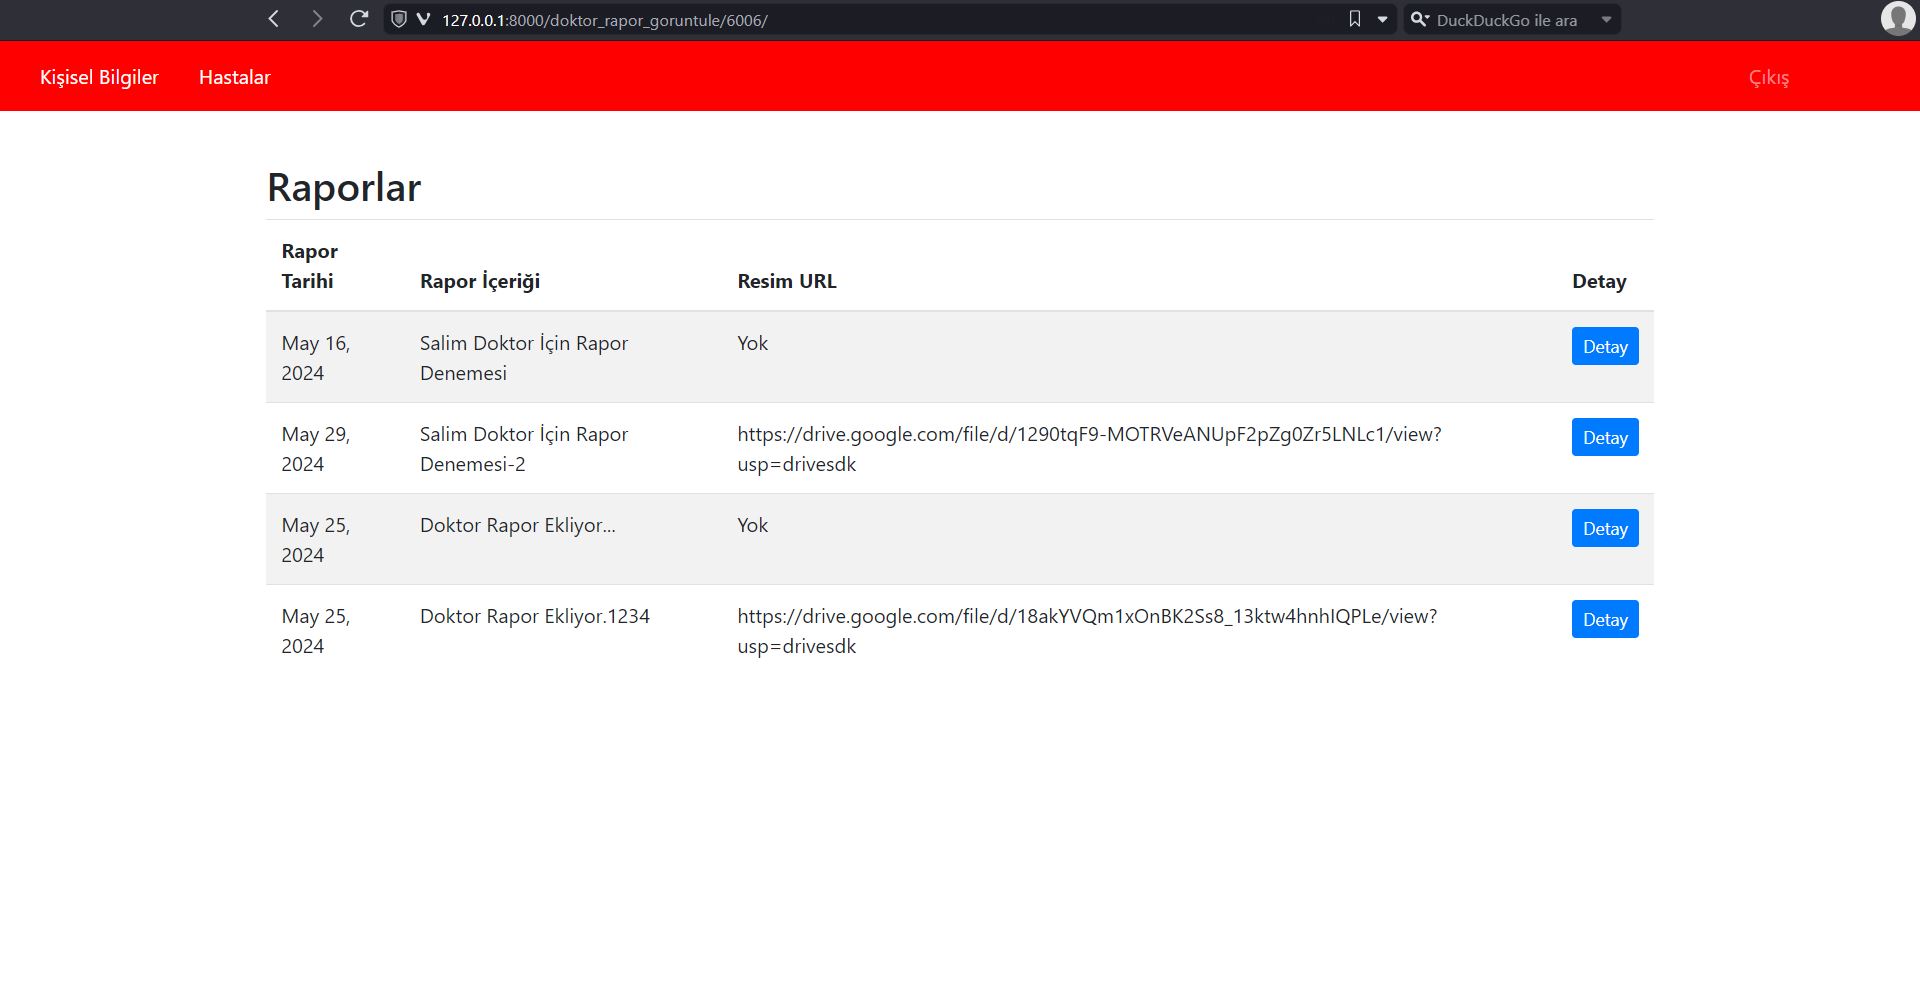 127.0.0.1:8000/doktor_rapor_goruntule/6006/
DuckDuckGo ile ara
Kişisel Bilgiler Hastalar Çıkış
Raporlar
Rapor Tarihi Rapor İçeriği Resim URL Detay
May 16, 2024 Salim Doktor İçin Rapor Denemesi Yok Detay
May 29, 2024 Salim Doktor İçin Rapor Denemesi-2 https://drive.google.com/file/d/1290tqF9-MOTRVeANUpF2pZg0Zr5LNLc1/view?usp=drivesdk Detay
May 25, 2024 Doktor Rapor Ekliyor... Yok Detay
May 25, 2024 Doktor Rapor Ekliyor.1234 https://drive.google.com/file/d/18akYVQm1xOnBK2Ss8_13ktw4hnhIQPLe/view?usp=drivesdk Detay